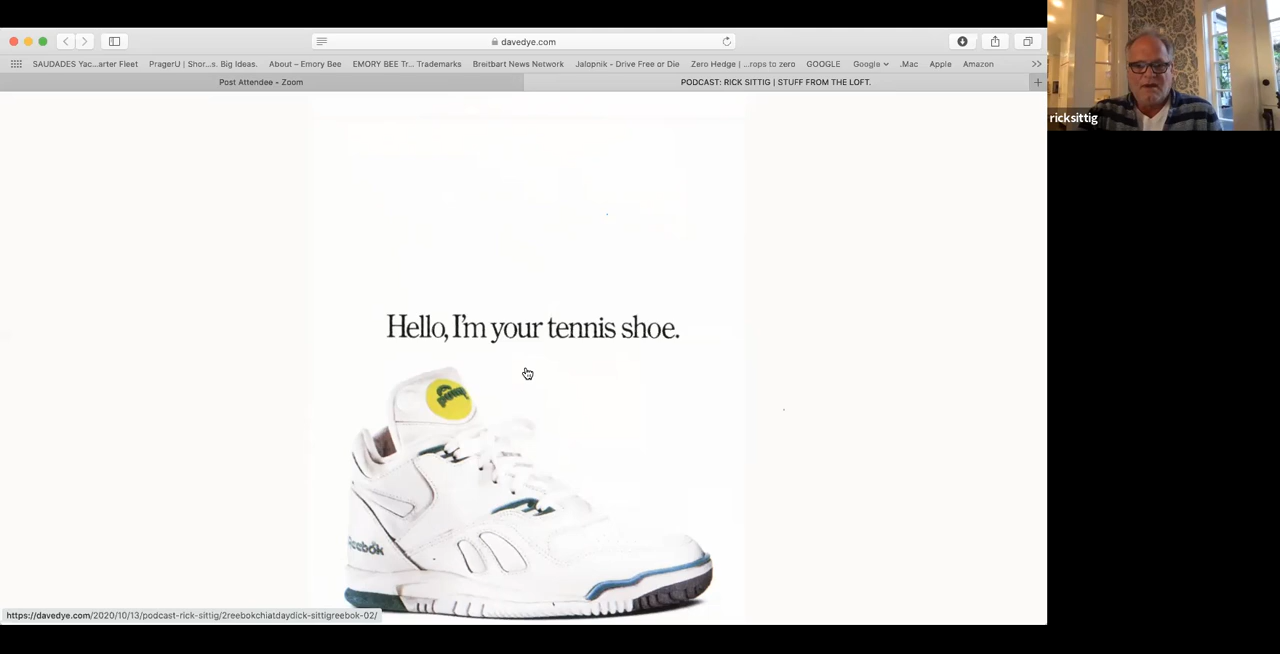 davedye.com
SAUDADES Yac...arter Fleet PragerU | Shor...s. Big Ideas. About – Emory Bee EMORY BEE Tr... Trademarks Breitbart News Network Jalopnik - Drive Free or Die Zero Hedge | ...rops to zero GOOGLE Google .Mac Apple Amazon >>
Post Attendee - Zoom PODCAST: RICK SITTIG | STUFF FROM THE LOFT. +
ricksittig
Hello, I'm your tennis shoe.
PUMP
Reebok
https://davedye.com/2020/10/13/podcast-rick-sittig/2reebokchiatdaydick-sittigreebok-02/